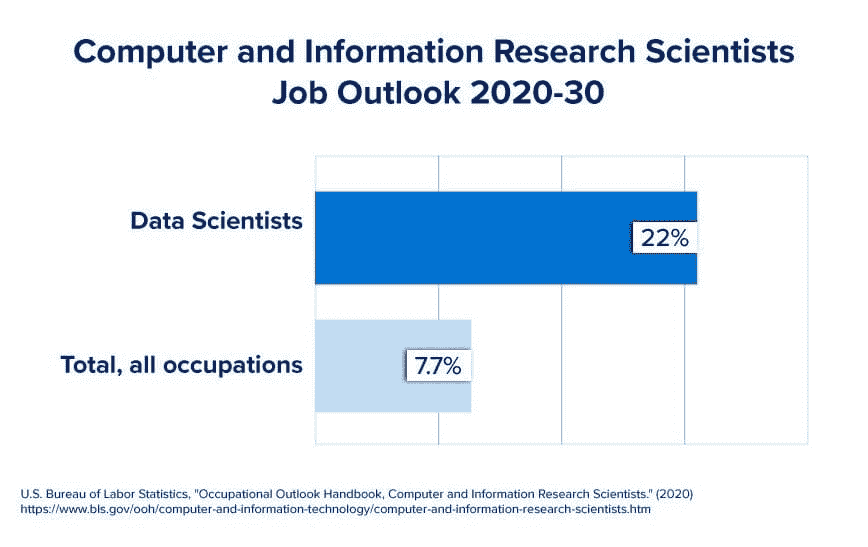 Computer and Information Research Scientists
Job Outlook 2020-30
Data Scientists
22%
Total, all occupations
7.7%
U.S. Bureau of Labor Statistics, "Occupational Outlook Handbook, Computer and Information Research Scientists." (2020)
https://www.bls.gov/ooh/computer-and-information-technology/computer-and-information-research-scientists.htm